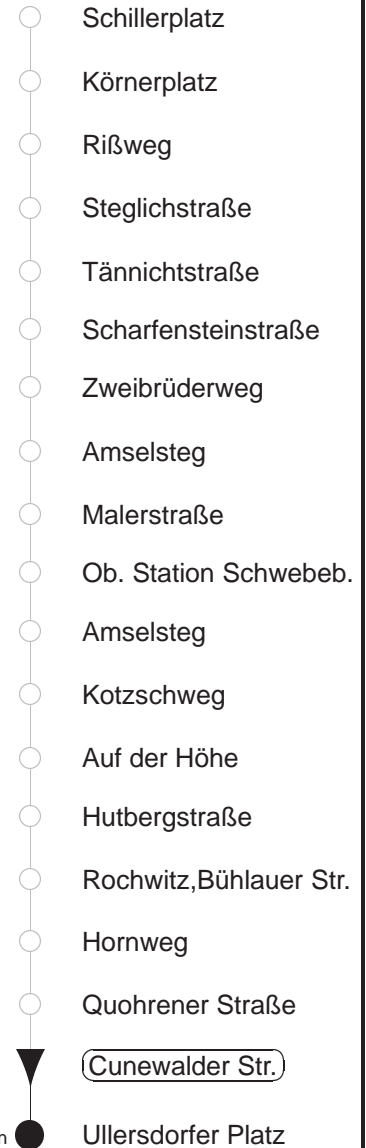 Schillerplatz
Körnerplatz
Rißweg
Steglichstraße
Tännichtstraße
Scharfensteinstraße
Zweibrüderweg
Amselsteg
Malerstraße
Ob. Station Schwebeb.
Amselsteg
Kotzschweg
Auf der Höhe
Hutbergstraße
Rochwitz,Bühlauer Str.
Hornweg
Quohrener Straße
Cunewalder Str.
Ullersdorfer Platz